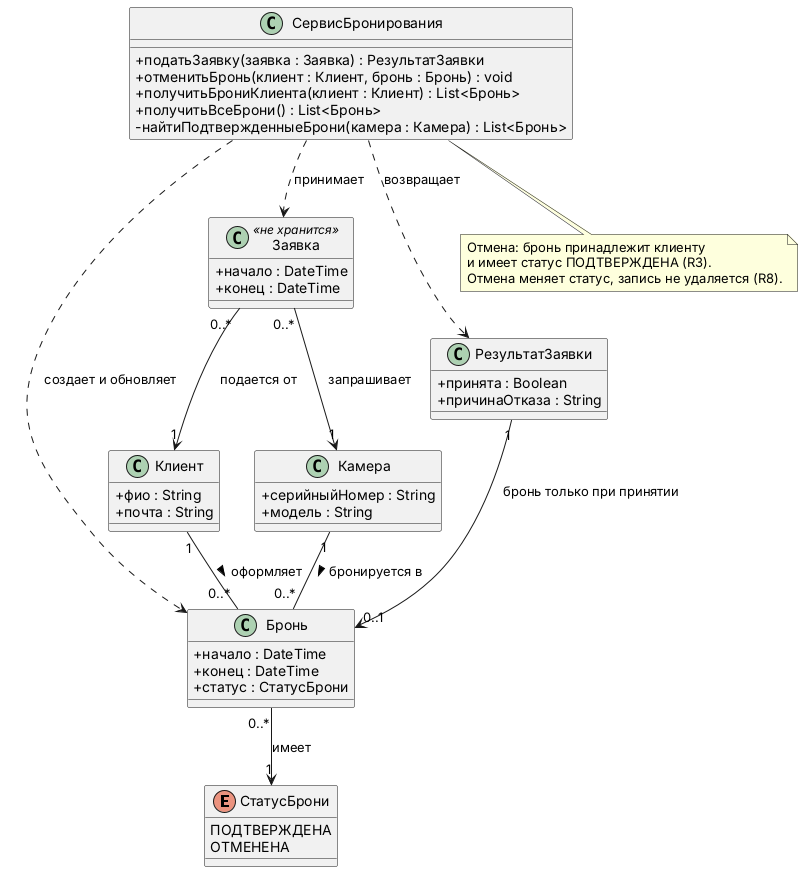 C СервисБронирования
+податьЗаявку(заявка : Заявка) : РезультатЗаявки
+отменитьБронь(клиент : Клиент, бронь : Бронь) : void
+получитьБрониКлиента(клиент : Клиент) : List<Бронь>
+получитьВсеБрони() : List<Бронь>
-найтиПодтвержденныеБрони(камера : Камера) : List<Бронь>
принимает
возвращает
«не хранится»
C Заявка
+начало : DateTime
+конец : DateTime
Отмена: бронь принадлежит клиенту
и имеет статус ПОДТВЕРЖДЕНА (R3).
Отмена меняет статус, запись не удаляется (R8).
0..*
0..*
C РезультатЗаявки
+принята : Boolean
+причинаОтказа : String
создает и обновляет
подается от
запрашивает
1
1
1
C Клиент
+фио : String
+почта : String
C Камера
+серийныйНомер : String
+модель : String
бронь только при принятии
1
1
оформляет
бронируется в
0..*
0..*
0..1
C Бронь
+начало : DateTime
+конец : DateTime
+статус : СтатусБрони
0..*
имеет
1
E СтатусБрони
ПОДТВЕРЖДЕНА
ОТМЕНЕНА